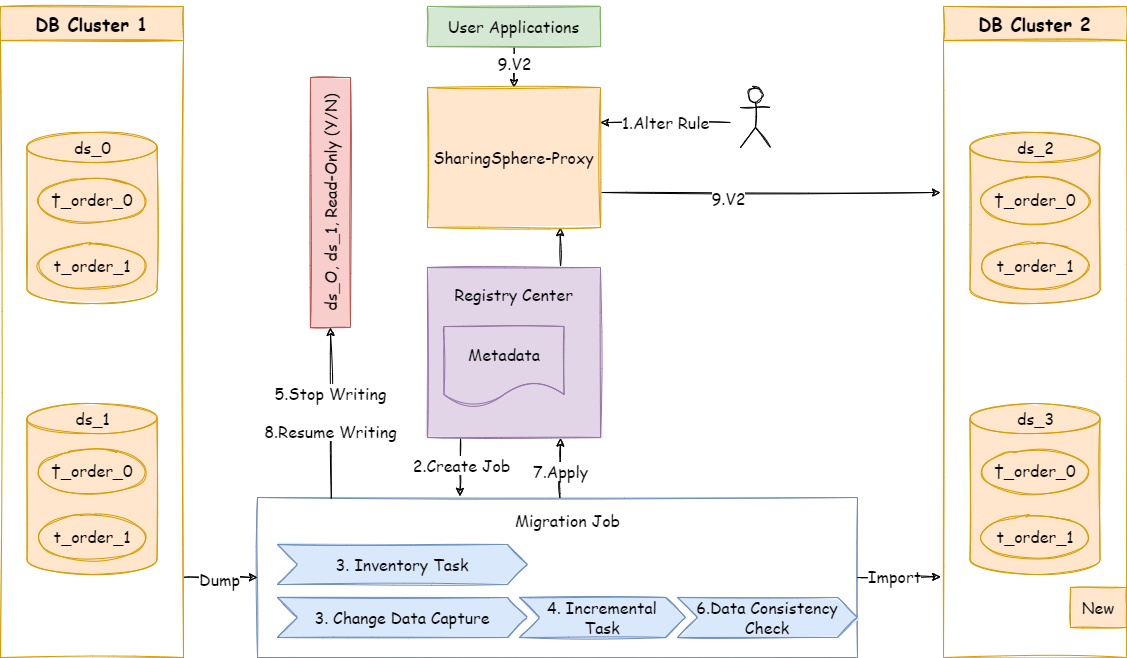 DB Cluster 1
User Applications
DB Cluster 2
9.V2
ds_0, ds_1, Read-Only (Y/N)
1.Alter Rule
SharingSphere-Proxy
9.V2
ds_0
t_order_0
t_order_1
ds_2
t_order_0
t_order_1
Registry Center
Metadata
5.Stop Writing
8.Resume Writing
ds_1
t_order_0
t_order_1
ds_3
t_order_0
t_order_1
2.Create Job
7.Apply
Migration Job
3. Inventory Task
Dump
Import
3. Change Data Capture
4. Incremental
Task
6.Data Consistency
Check
New